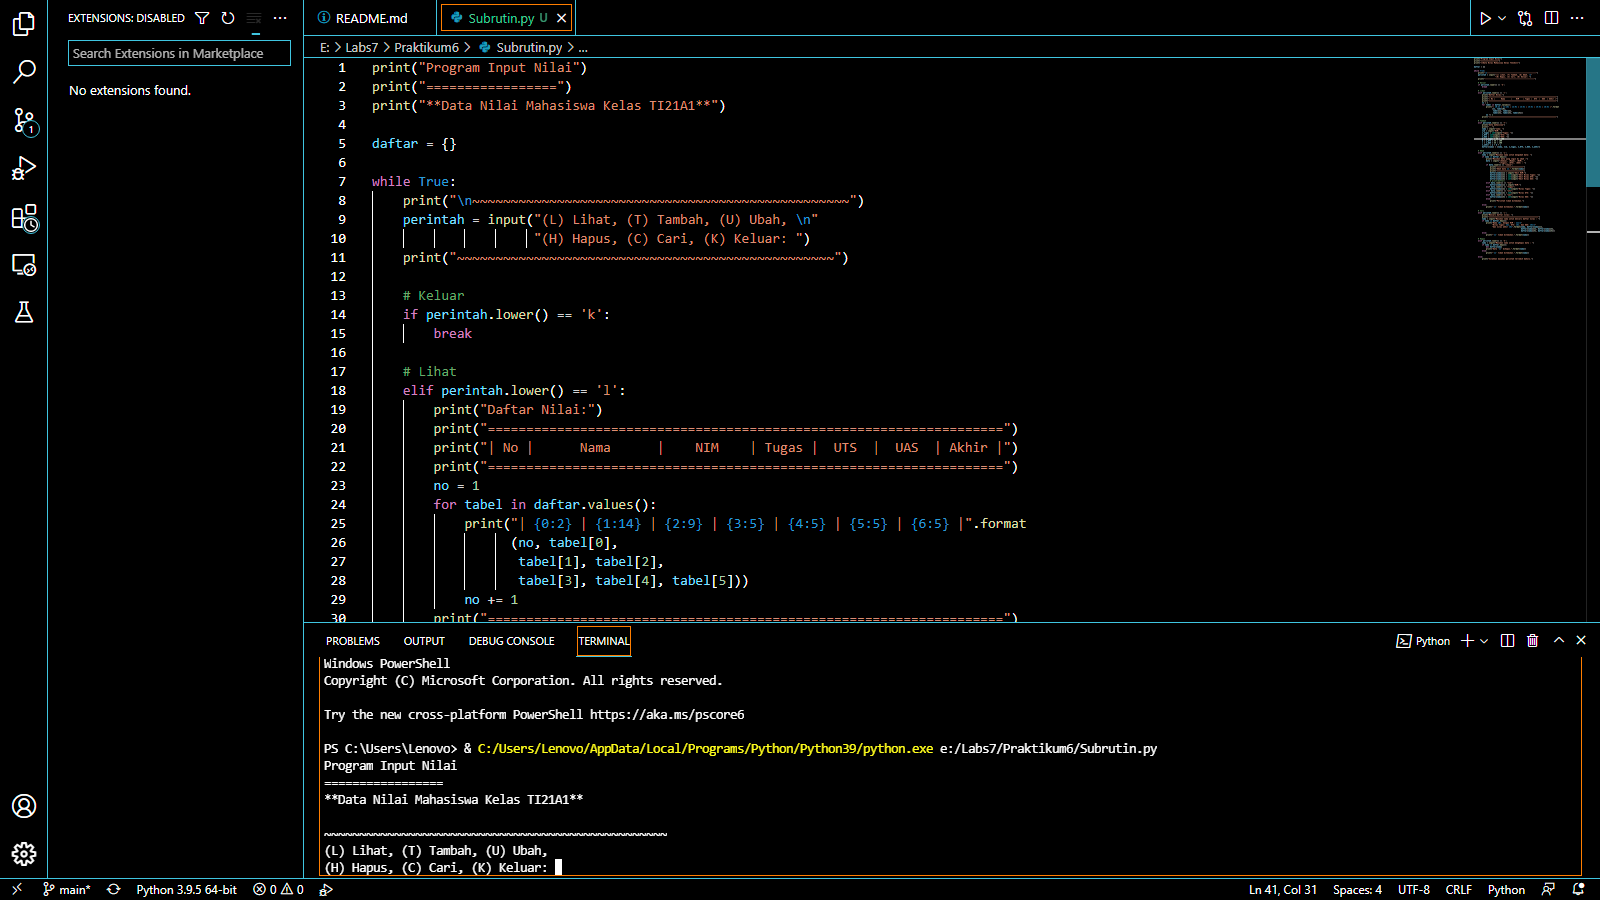 EXTENSIONS: DISABLED
Search Extensions in Marketplace
No extensions found.
1
README.md
Subrutin.py U
E: > Labs7 > Praktikum6 > Subrutin.py > ...
1 print("Program Input Nilai")
2 print("=================")
3 print("**Data Nilai Mahasiswa Kelas TI21A1**")
4
5 daftar = {}
6
7 while True:
8 print("\n~~~~~~~~~~~~~~~~~~~~~~~~~~~~~~~~~~~~~~~~~~~~~~~~~")
9 perintah = input("(L) Lihat, (T) Tambah, (U) Ubah, \n"
10 "(H) Hapus, (C) Cari, (K) Keluar: ")
11 print("~~~~~~~~~~~~~~~~~~~~~~~~~~~~~~~~~~~~~~~~~~~~~~~~~")
12
13 # Keluar
14 if perintah.lower() == 'k':
15 break
16
17 # Lihat
18 elif perintah.lower() == 'l':
19 print("Daftar Nilai:")
20 print("===================================================================")
21 print("| No |      Nama      |    NIM    | Tugas |  UTS  |  UAS  | Akhir |")
22 print("===================================================================")
23 no = 1
24 for tabel in daftar.values():
25 print("| {0:2} | {1:14} | {2:9} | {3:5} | {4:5} | {5:5} | {6:5} |".format
26 (no, tabel[0],
27 tabel[1], tabel[2],
28 tabel[3], tabel[4], tabel[5]))
29 no += 1
30 print("===================================================================")
PROBLEMS OUTPUT DEBUG CONSOLE TERMINAL
Python
Windows PowerShell
Copyright (C) Microsoft Corporation. All rights reserved.
Try the new cross-platform PowerShell https://aka.ms/pscore6
PS C:\Users\Lenovo> & C:/Users/Lenovo/AppData/Local/Programs/Python/Python39/python.exe e:/Labs7/Praktikum6/Subrutin.py
Program Input Nilai
=================
**Data Nilai Mahasiswa Kelas TI21A1**
~~~~~~~~~~~~~~~~~~~~~~~~~~~~~~~~~~~~~~~~~~~~~~~~~
(L) Lihat, (T) Tambah, (U) Ubah,
(H) Hapus, (C) Cari, (K) Keluar:
main* Python 3.9.5 64-bit 0 0 Ln 41, Col 31 Spaces: 4 UTF-8 CRLF Python